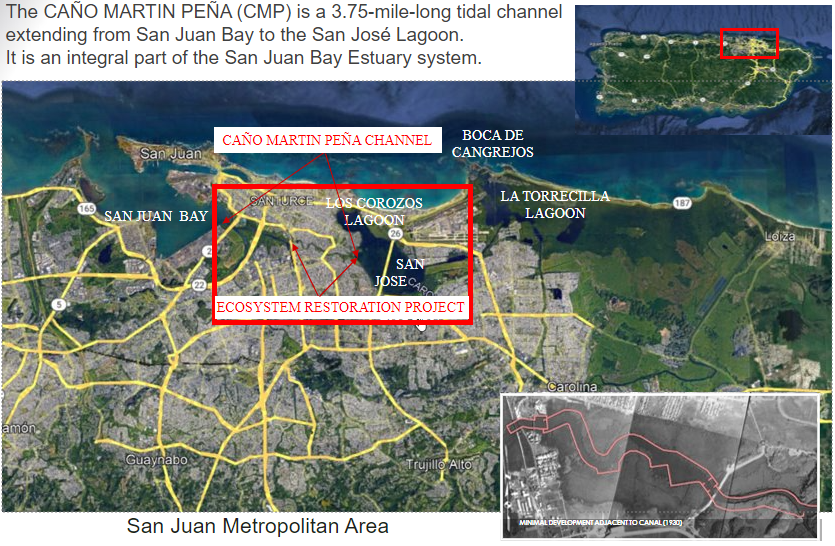 The CAÑO MARTIN PEÑA (CMP) is a 3.75-mile-long tidal channel
extending from San Juan Bay to the San José Lagoon.
It is an integral part of the San Juan Bay Estuary system.
CAÑO MARTIN PEÑA CHANNEL
BOCA DE
CANGREJOS
San Juan
SANTURCE
LOS COROZOS
LAGOON
LA TORRECILLA
LAGOON
187
165
SAN JUAN BAY
26
Loiza
2
SAN
JOSE
22
5
ECOSYSTEM RESTORATION PROJECT
Carolina
amón
Guaynabo
Trujillo Alto
MINIMAL DEVELOPMENT ADJACENT TO CANAL (1930)
San Juan Metropolitan Area